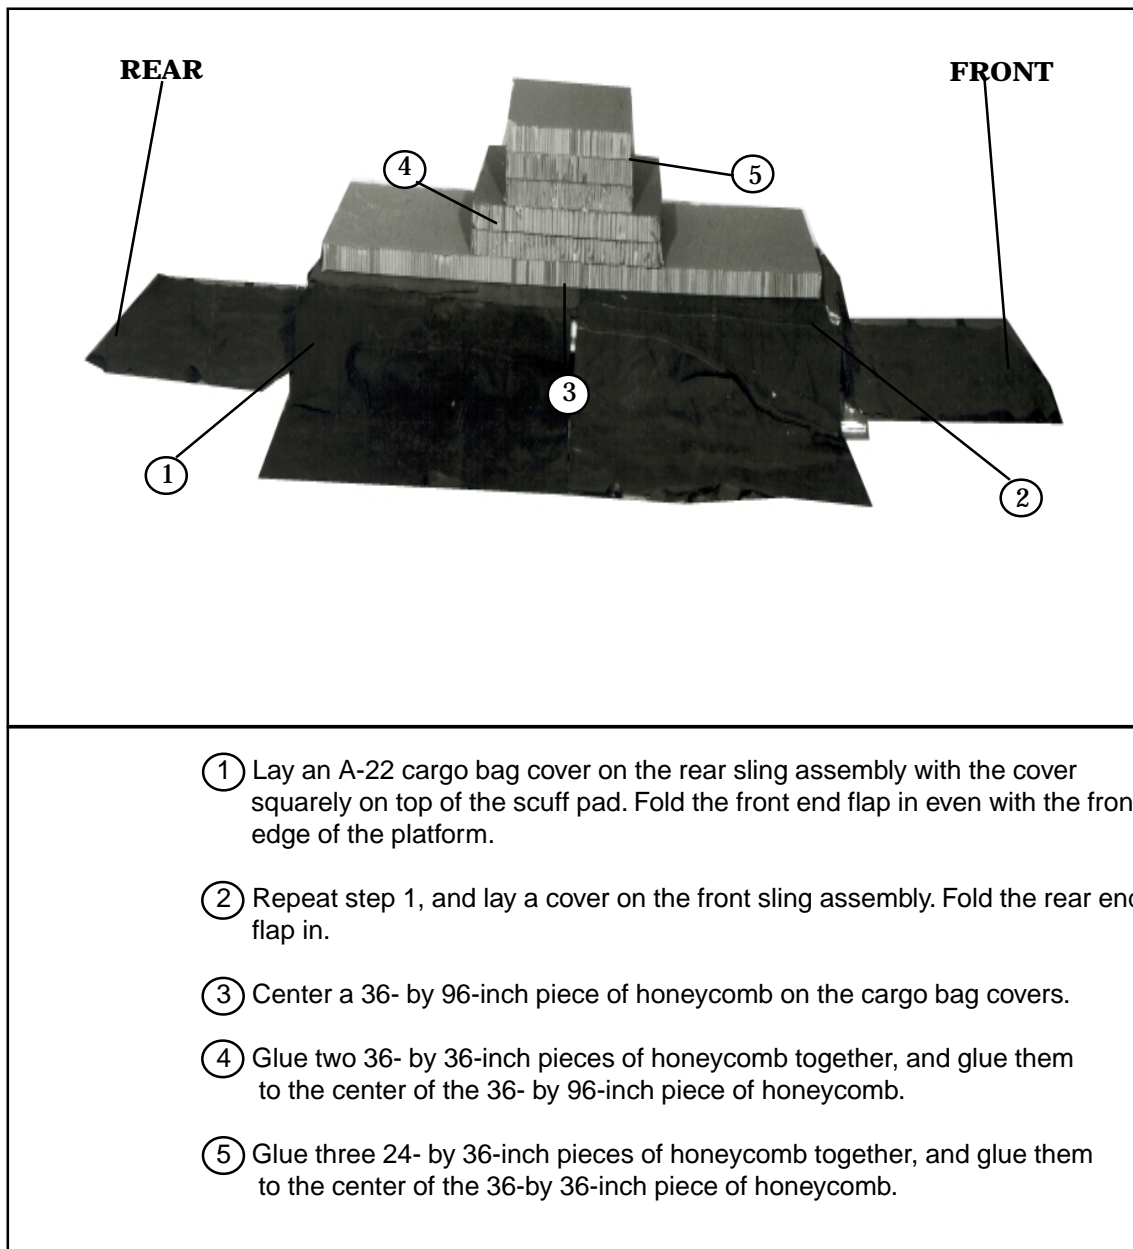 REAR
FRONT
4
5
3
1
2
1 Lay an A-22 cargo bag cover on the rear sling assembly with the cover
squarely on top of the scuff pad. Fold the front end flap in even with the fron
edge of the platform.
2 Repeat step 1, and lay a cover on the front sling assembly. Fold the rear end
flap in.
3 Center a 36- by 96-inch piece of honeycomb on the cargo bag covers.
4 Glue two 36- by 36-inch pieces of honeycomb together, and glue them
to the center of the 36- by 96-inch piece of honeycomb.
5 Glue three 24- by 36-inch pieces of honeycomb together, and glue them
to the center of the 36-by 36-inch piece of honeycomb.